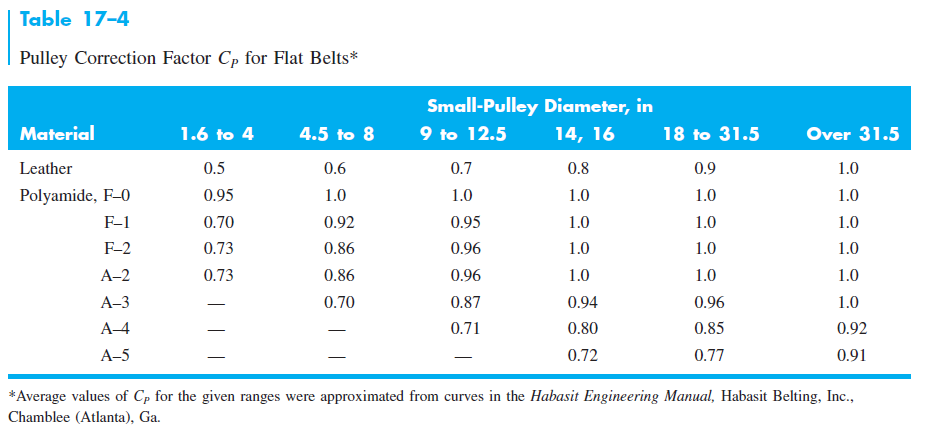 Table 17–4
Pulley Correction Factor CP for Flat Belts*
Small-Pulley Diameter, in
Material 1.6 to 4 4.5 to 8 9 to 12.5 14, 16 18 to 31.5 Over 31.5
Leather 0.5 0.6 0.7 0.8 0.9 1.0
Polyamide, F–0 0.95 1.0 1.0 1.0 1.0 1.0
F–1 0.70 0.92 0.95 1.0 1.0 1.0
F–2 0.73 0.86 0.96 1.0 1.0 1.0
A–2 0.73 0.86 0.96 1.0 1.0 1.0
A–3 — 0.70 0.87 0.94 0.96 1.0
A–4 — — 0.71 0.80 0.85 0.92
A–5 — — — 0.72 0.77 0.91
*Average values of CP for the given ranges were approximated from curves in the Habasit Engineering Manual, Habasit Belting, Inc.,
Chamblee (Atlanta), Ga.